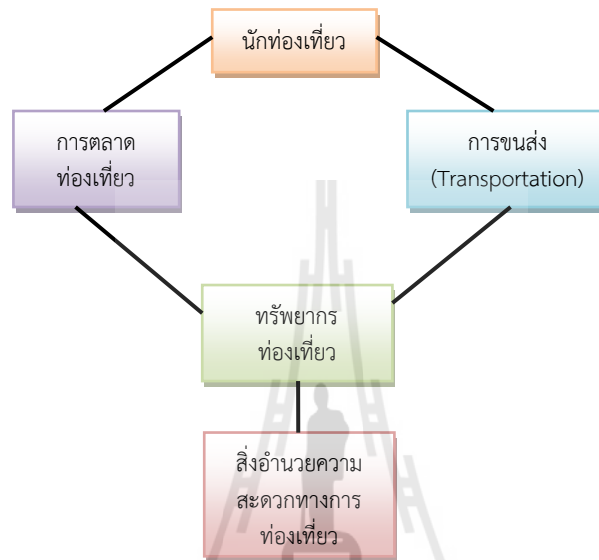 นักท่องเที่ยว
การตลาด
ท่องเที่ยว
การขนส่ง
(Transportation)
ทรัพยากร
ท่องเที่ยว
สิ่งอำนวยความ
สะดวกทางการ
ท่องเที่ยว